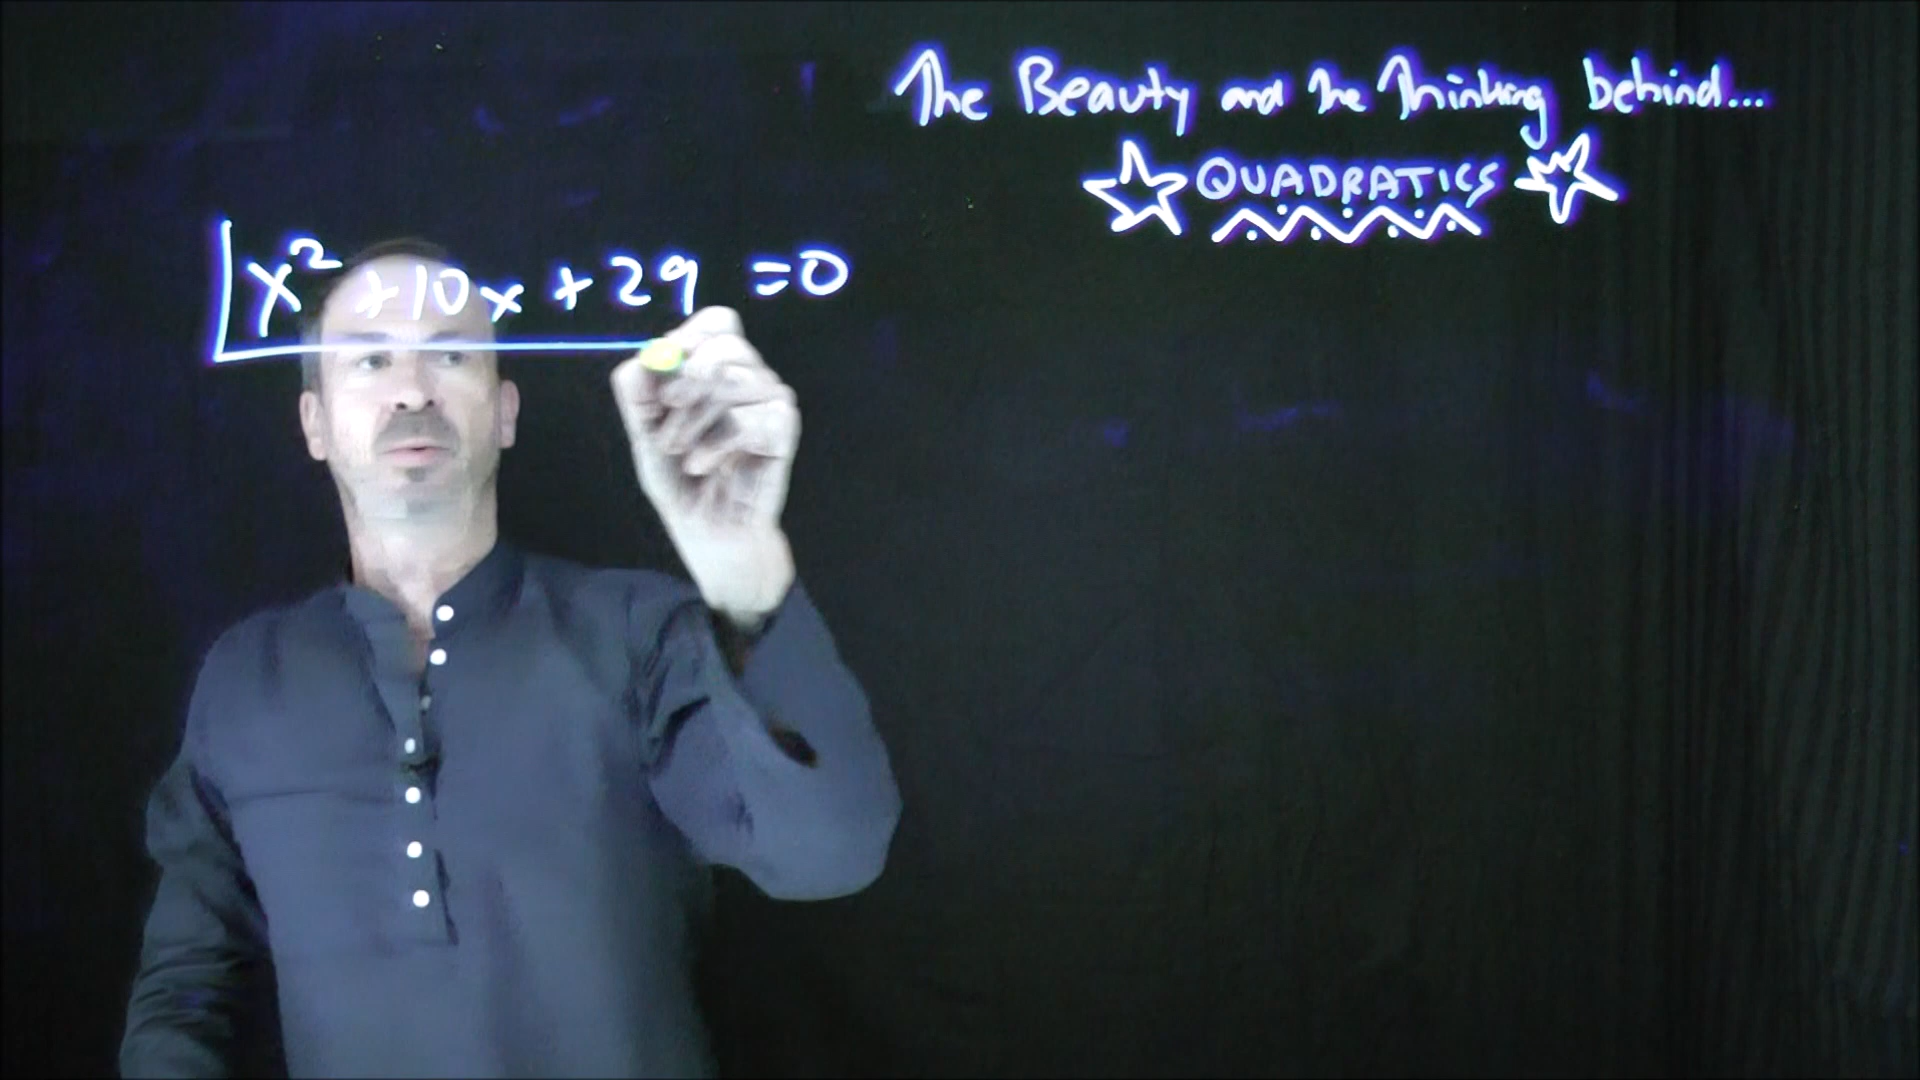 The Beauty and the Thinking behind...
QUADRATICS
x² + 10x + 29 = 0